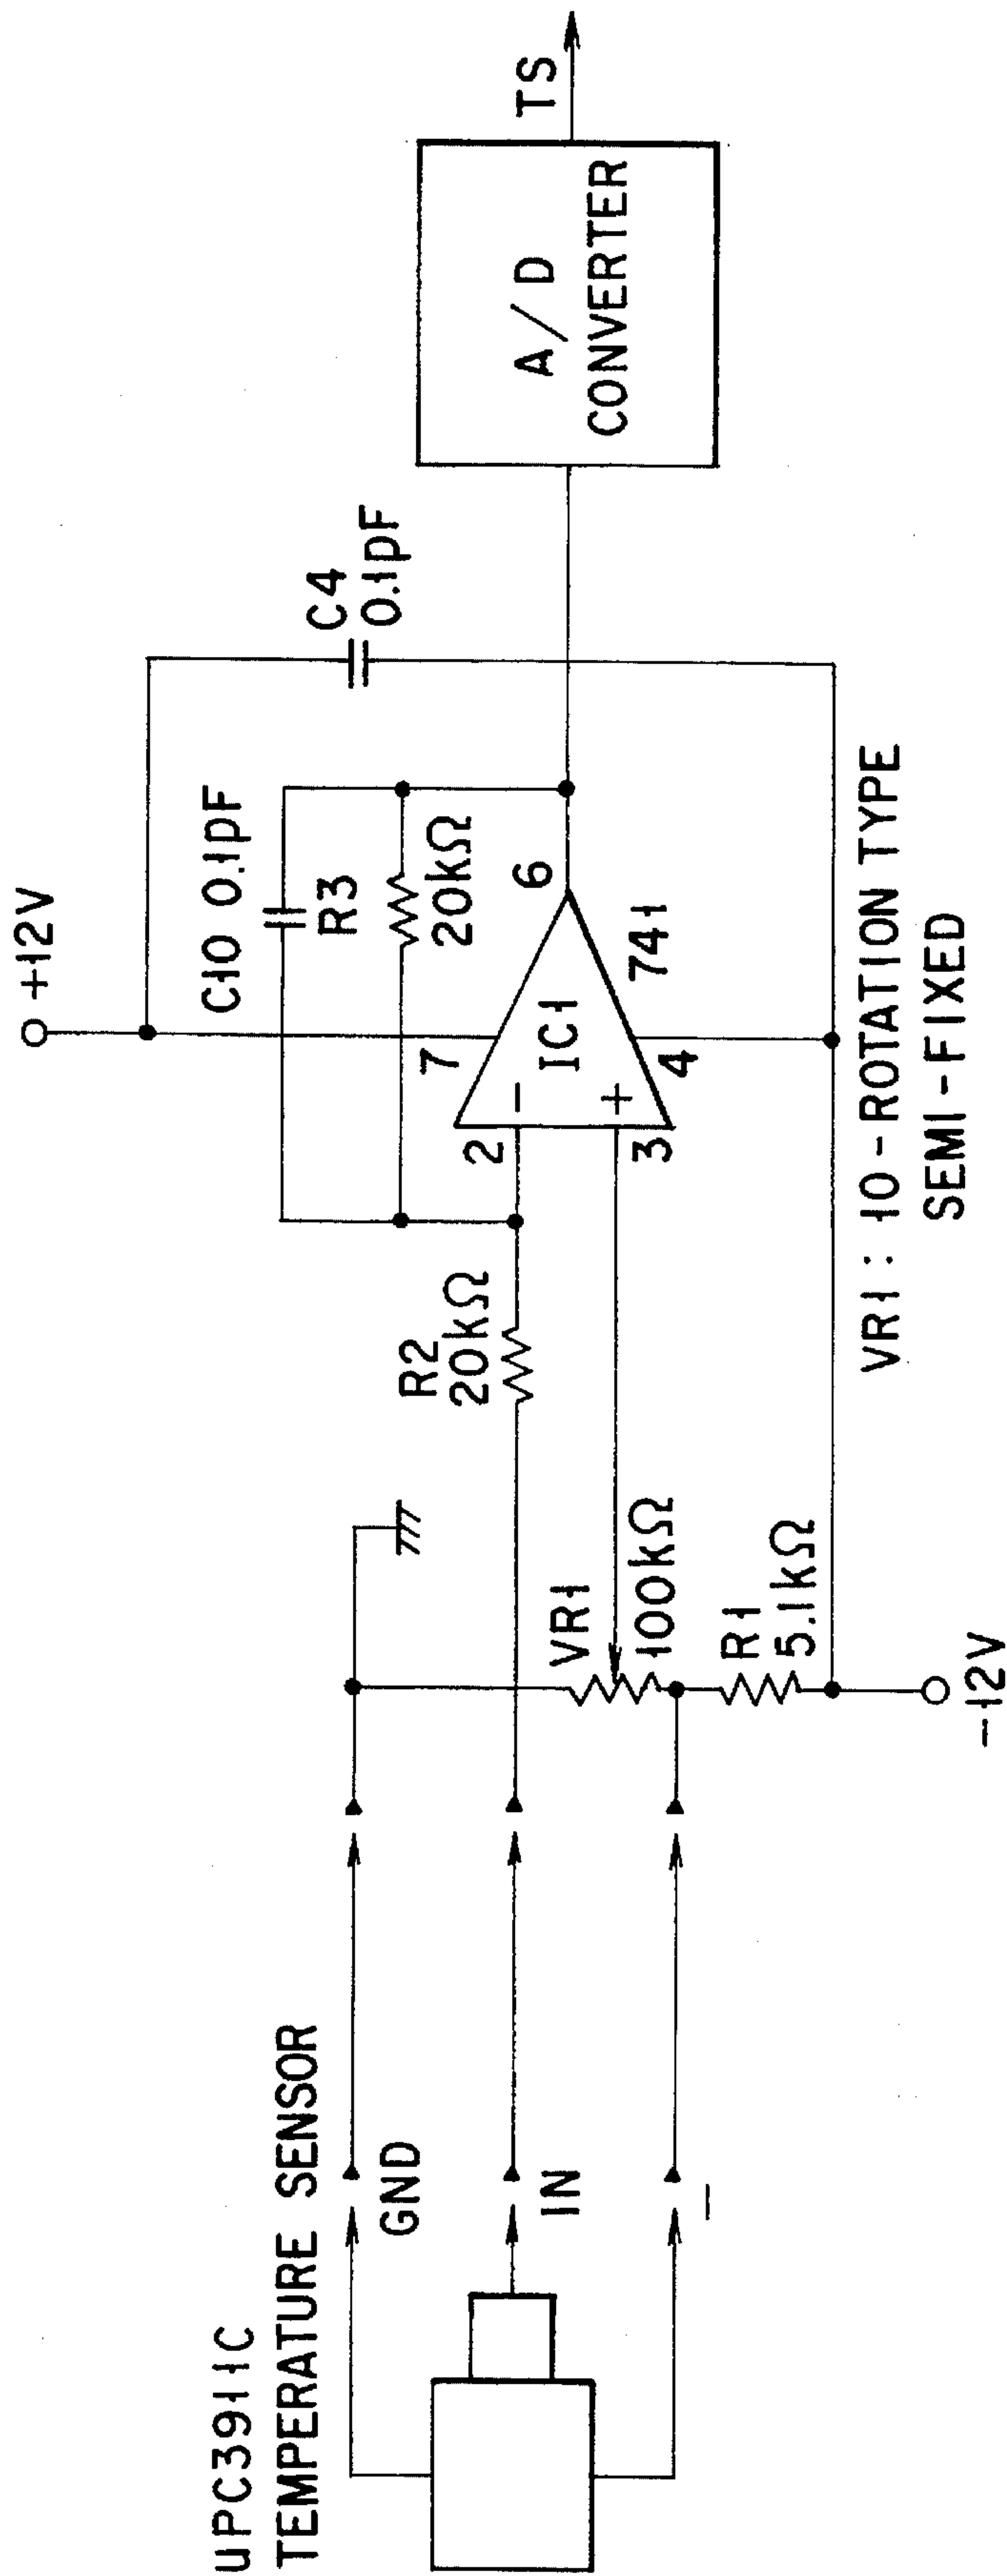 uPC3911C
TEMPERATURE SENSOR
GND
IN
−
+12V
−12V
VR1
100kΩ
R1
5.1kΩ
R2
20kΩ
C10 0.1pF
R3
20kΩ
2
−
3
+
IC1
7
4
6
741
C4
0.1pF
A/D
CONVERTER
TS
VR1 : 10-ROTATION TYPE
SEMI-FIXED